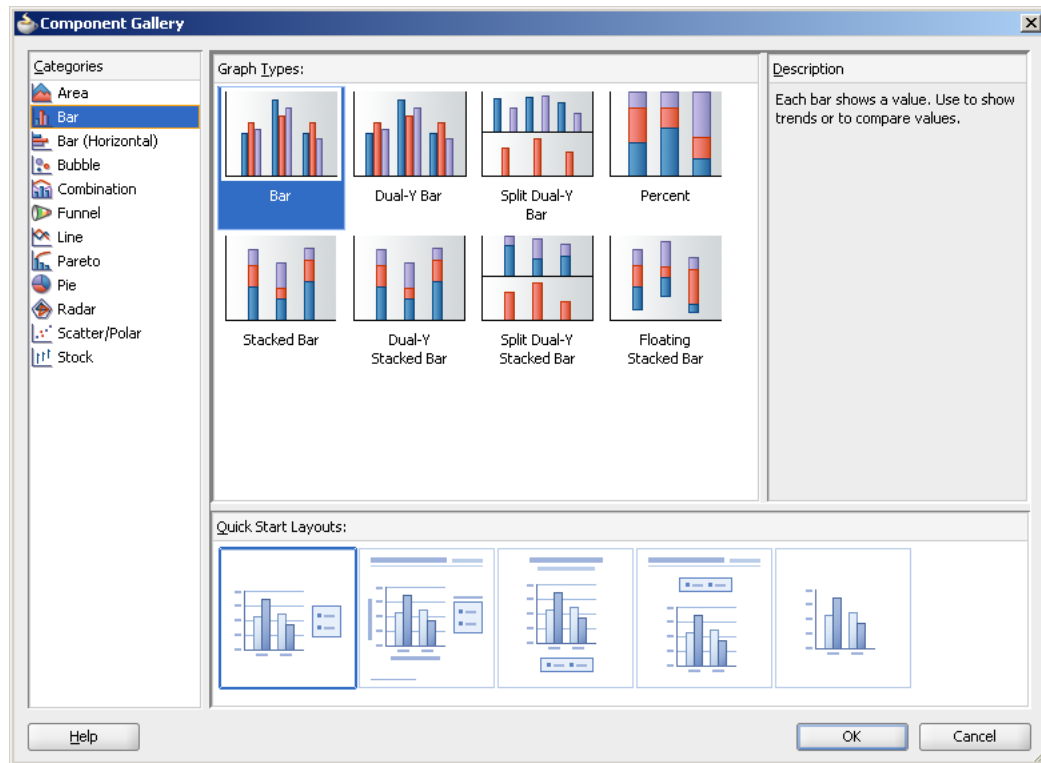 Component Gallery
Categories
Area
Bar
Bar (Horizontal)
Bubble
Combination
Funnel
Line
Pareto
Pie
Radar
Scatter/Polar
Stock
Graph Types:
Bar
Dual-Y Bar
Split Dual-Y
Bar
Percent
Stacked Bar
Dual-Y
Stacked Bar
Split Dual-Y
Stacked Bar
Floating
Stacked Bar
Description
Each bar shows a value. Use to show
trends or to compare values.
Quick Start Layouts:
Help
OK
Cancel